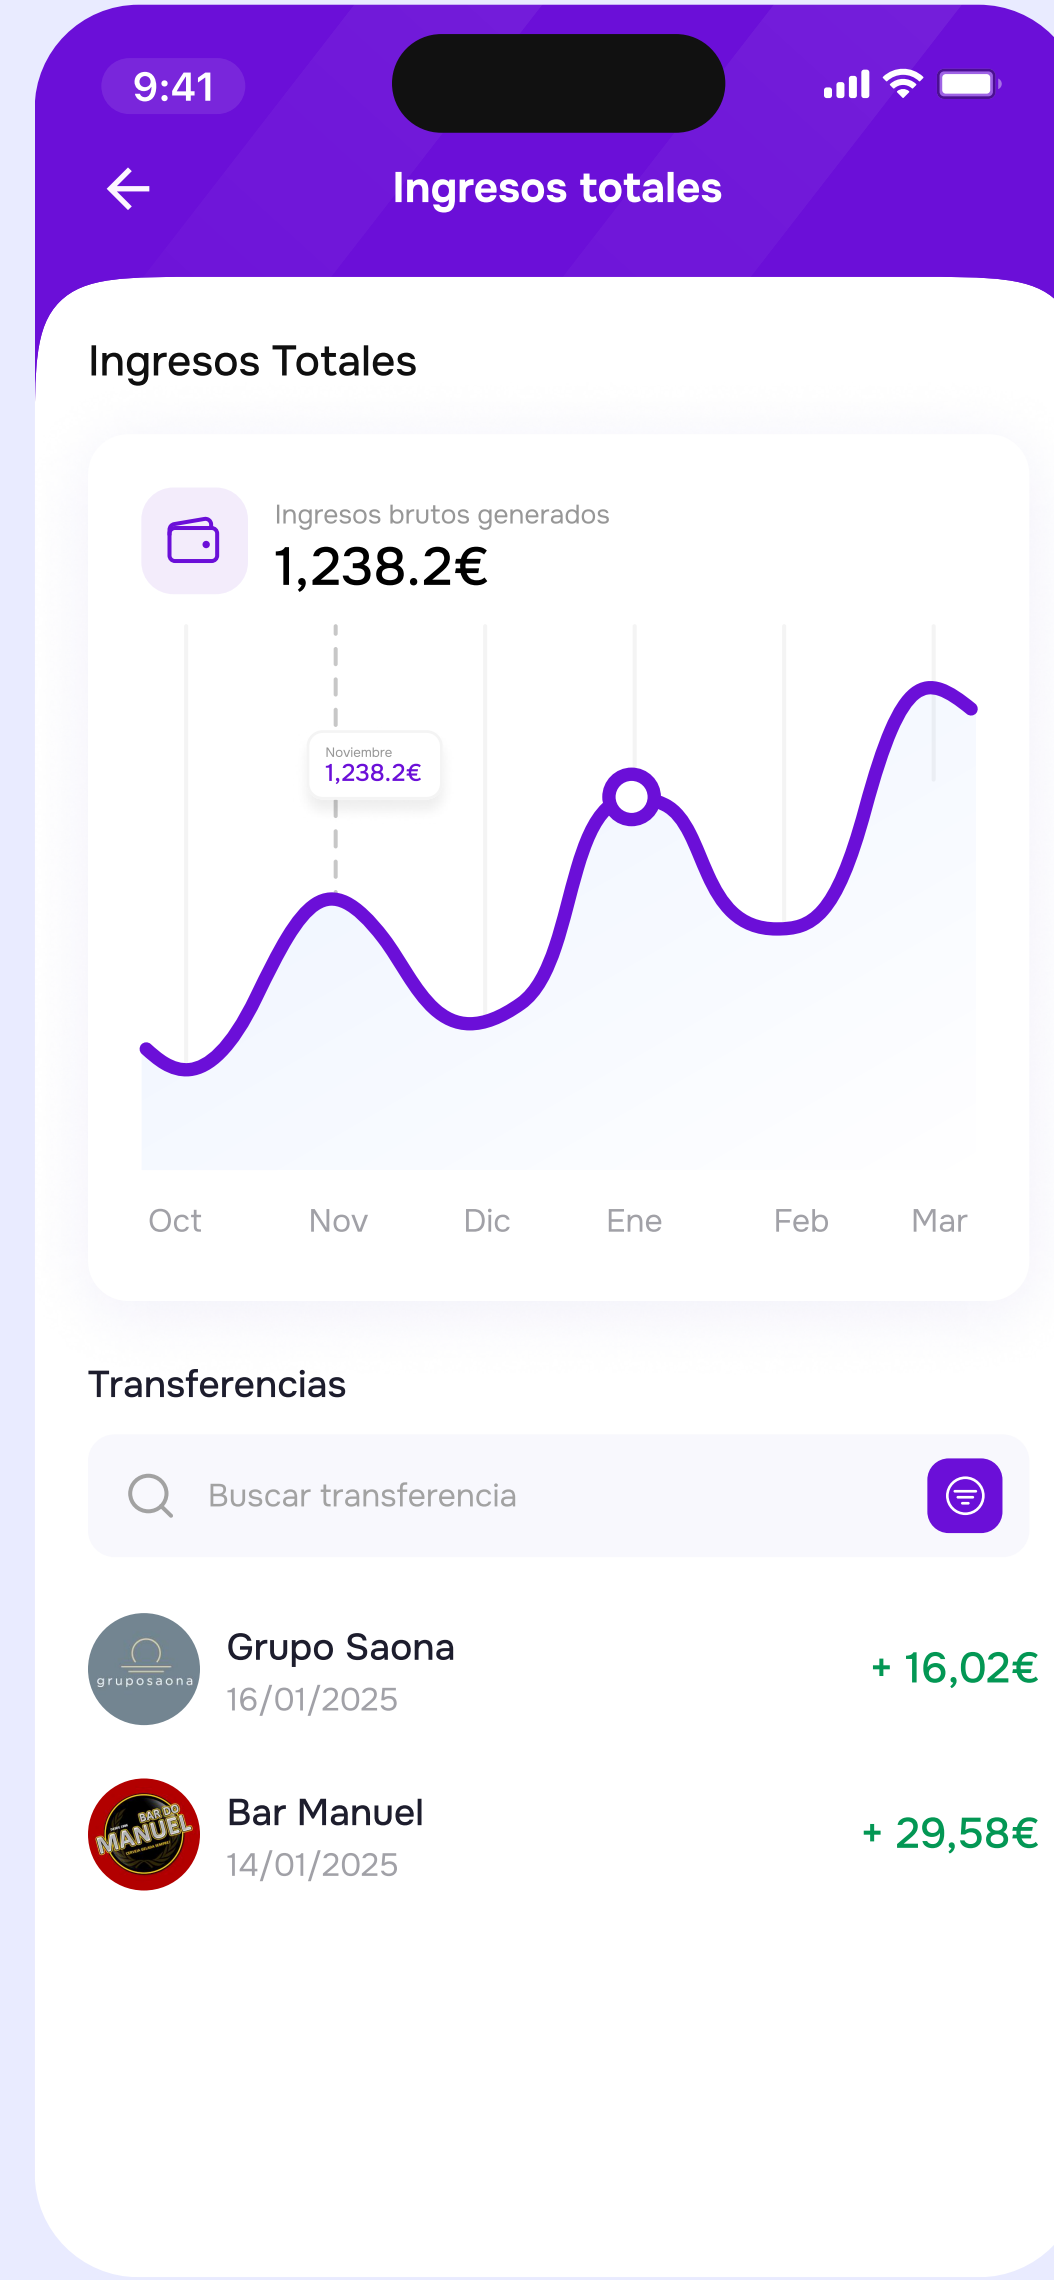 9:41
Ingresos totales
Ingresos Totales
Ingresos brutos generados
1,238.2€
Noviembre
1,238.2€
Oct Nov Dic Ene Feb Mar
Transferencias
Buscar transferencia
gruposaona
Grupo Saona
16/01/2025
+ 16,02€
BAR DO
MANUEL
Bar Manuel
14/01/2025
+ 29,58€